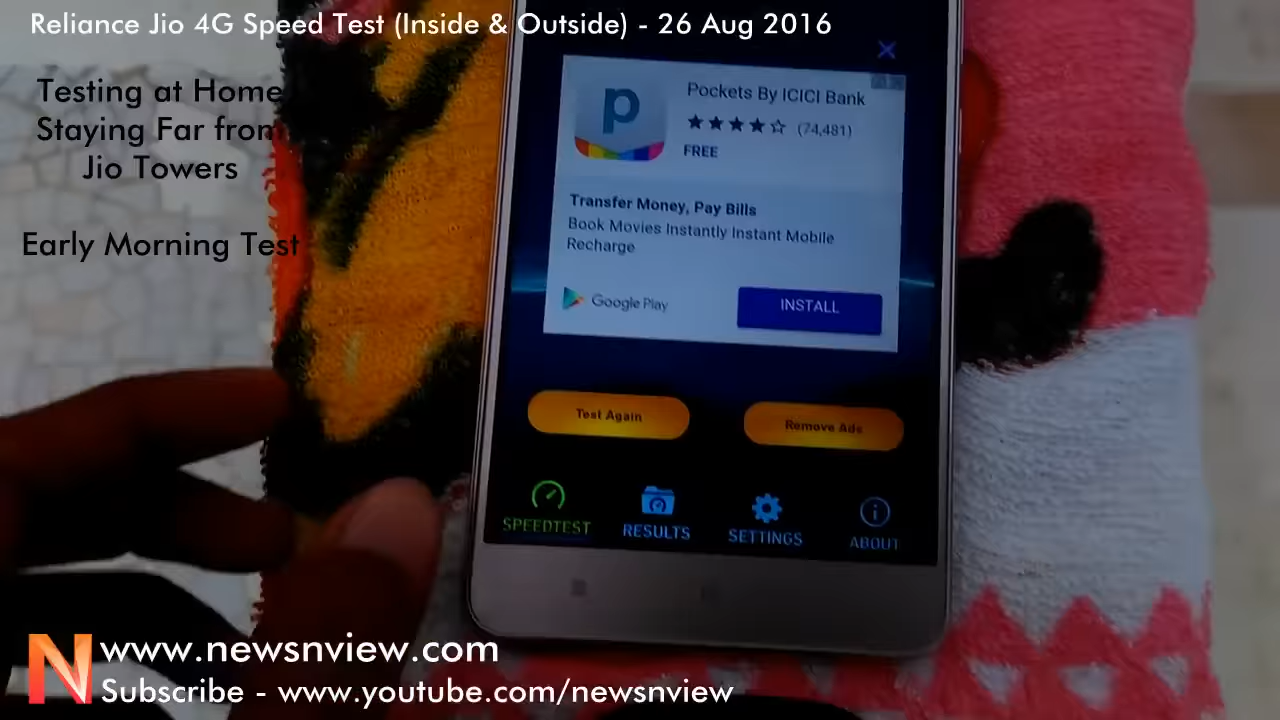 Reliance Jio 4G Speed Test (Inside & Outside) - 26 Aug 2016
Testing at Home
Staying Far from
Jio Towers
Early Morning Test
Pockets By ICICI Bank
(74,481)
FREE
Transfer Money, Pay Bills
Book Movies Instantly Instant Mobile
Recharge
Google Play
INSTALL
Test Again
Remove Ads
SPEEDTEST
RESULTS
SETTINGS
ABOUT
N www.newsnview.com
Subscribe - www.youtube.com/newsnview